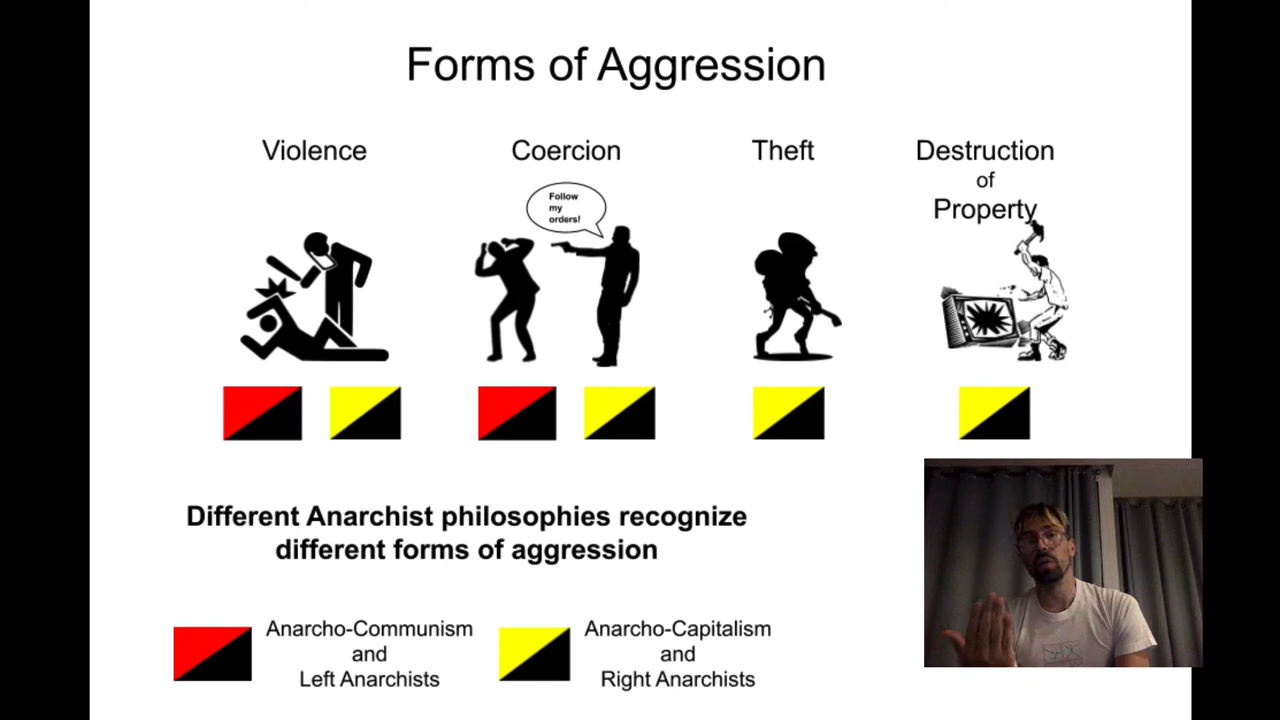 Forms of Aggression
Violence
Coercion
Theft
Destruction
of
Property
Follow
my
orders!
Different Anarchist philosophies recognize
different forms of aggression
Anarcho-Communism
and
Left Anarchists
Anarcho-Capitalism
and
Right Anarchists